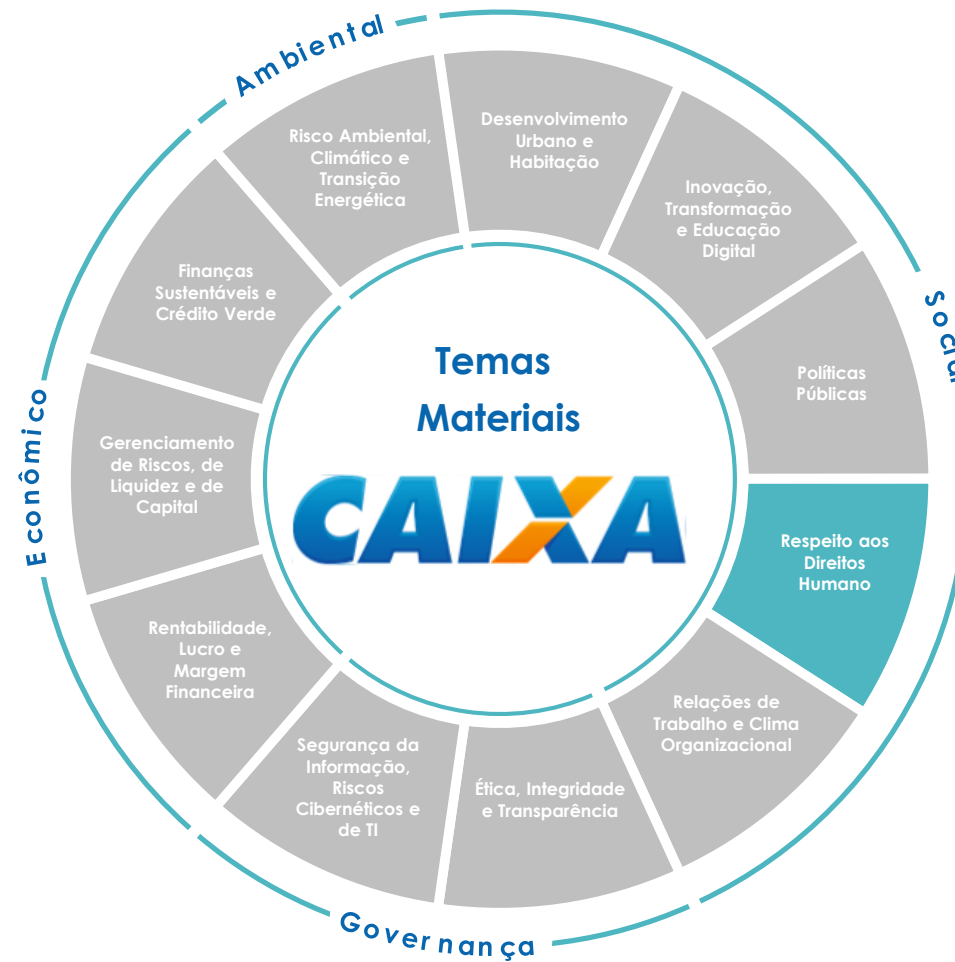 Ambiental
Social
Econômico
Governança
Temas
Materiais
CAIXA
Desenvolvimento
Urbano e
Habitação
Inovação,
Transformação
e Educação
Digital
Políticas
Públicas
Respeito aos
Direitos
Humano
Relações de
Trabalho e Clima
Organizacional
Ética, Integridade
e Transparência
Segurança da
Informação,
Riscos
Cibernéticos e
de TI
Rentabilidade,
Lucro e
Margem
Financeira
Gerenciamento
de Riscos, de
Liquidez e de
Capital
Finanças
Sustentáveis e
Crédito Verde
Risco Ambiental,
Climático e
Transição
Energética